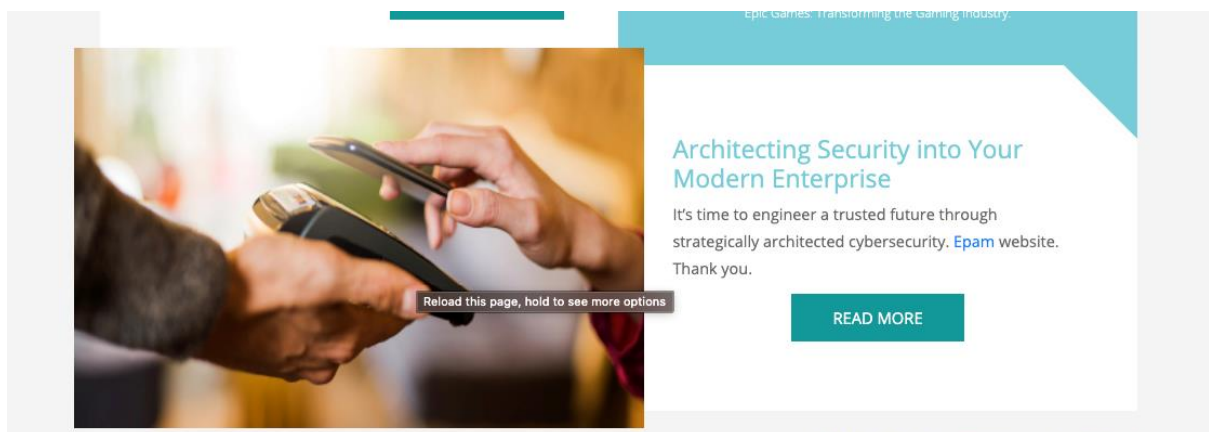 Epic Games. Transforming the Gaming Industry.
Architecting Security into Your
Modern Enterprise
It's time to engineer a trusted future through
strategically architected cybersecurity. Epam website.
Thank you.
Reload this page, hold to see more options
READ MORE